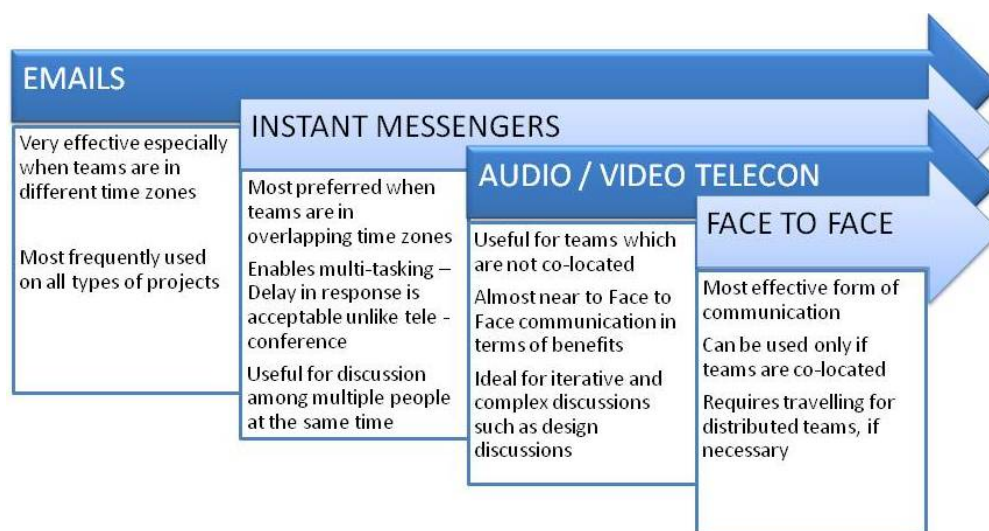 EMAILS
Very effective especially
when teams are in
different time zones
Most frequently used
on all types of projects
INSTANT MESSENGERS
Most preferred when
teams are in
overlapping time zones
Enables multi-tasking –
Delay in response is
acceptable unlike tele -
conference
Useful for discussion
among multiple people
at the same time
AUDIO / VIDEO TELECON
Useful for teams which
are not co-located
Almost near to Face to
Face communication in
terms of benefits
Ideal for iterative and
complex discussions
such as design
discussions
FACE TO FACE
Most effective form of
communication
Can be used only if
teams are co-located
Requires travelling for
distributed teams, if
necessary